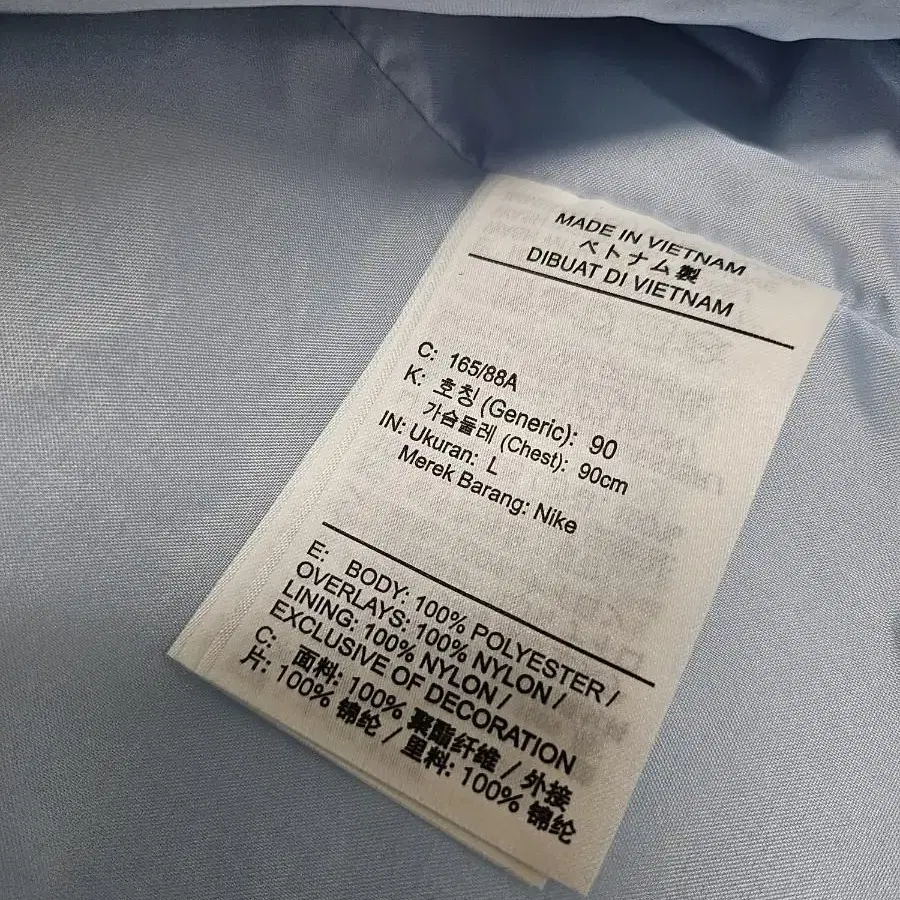 MADE IN VIETNAM
ベトナム製
DIBUAT DI VIETNAM
C: 165/88A
K: 호칭 (Generic): 90
가슴둘레 (Chest): 90cm
IN: Ukuran: L
Merek Barang: Nike
E: BODY: 100% POLYESTER /
OVERLAYS: 100% NYLON /
LINING: 100% NYLON /
EXCLUSIVE OF DECORATION
C: 面料: 100% 聚酯纤维 / 外接
片: 100% 锦纶 / 里料: 100% 锦纶